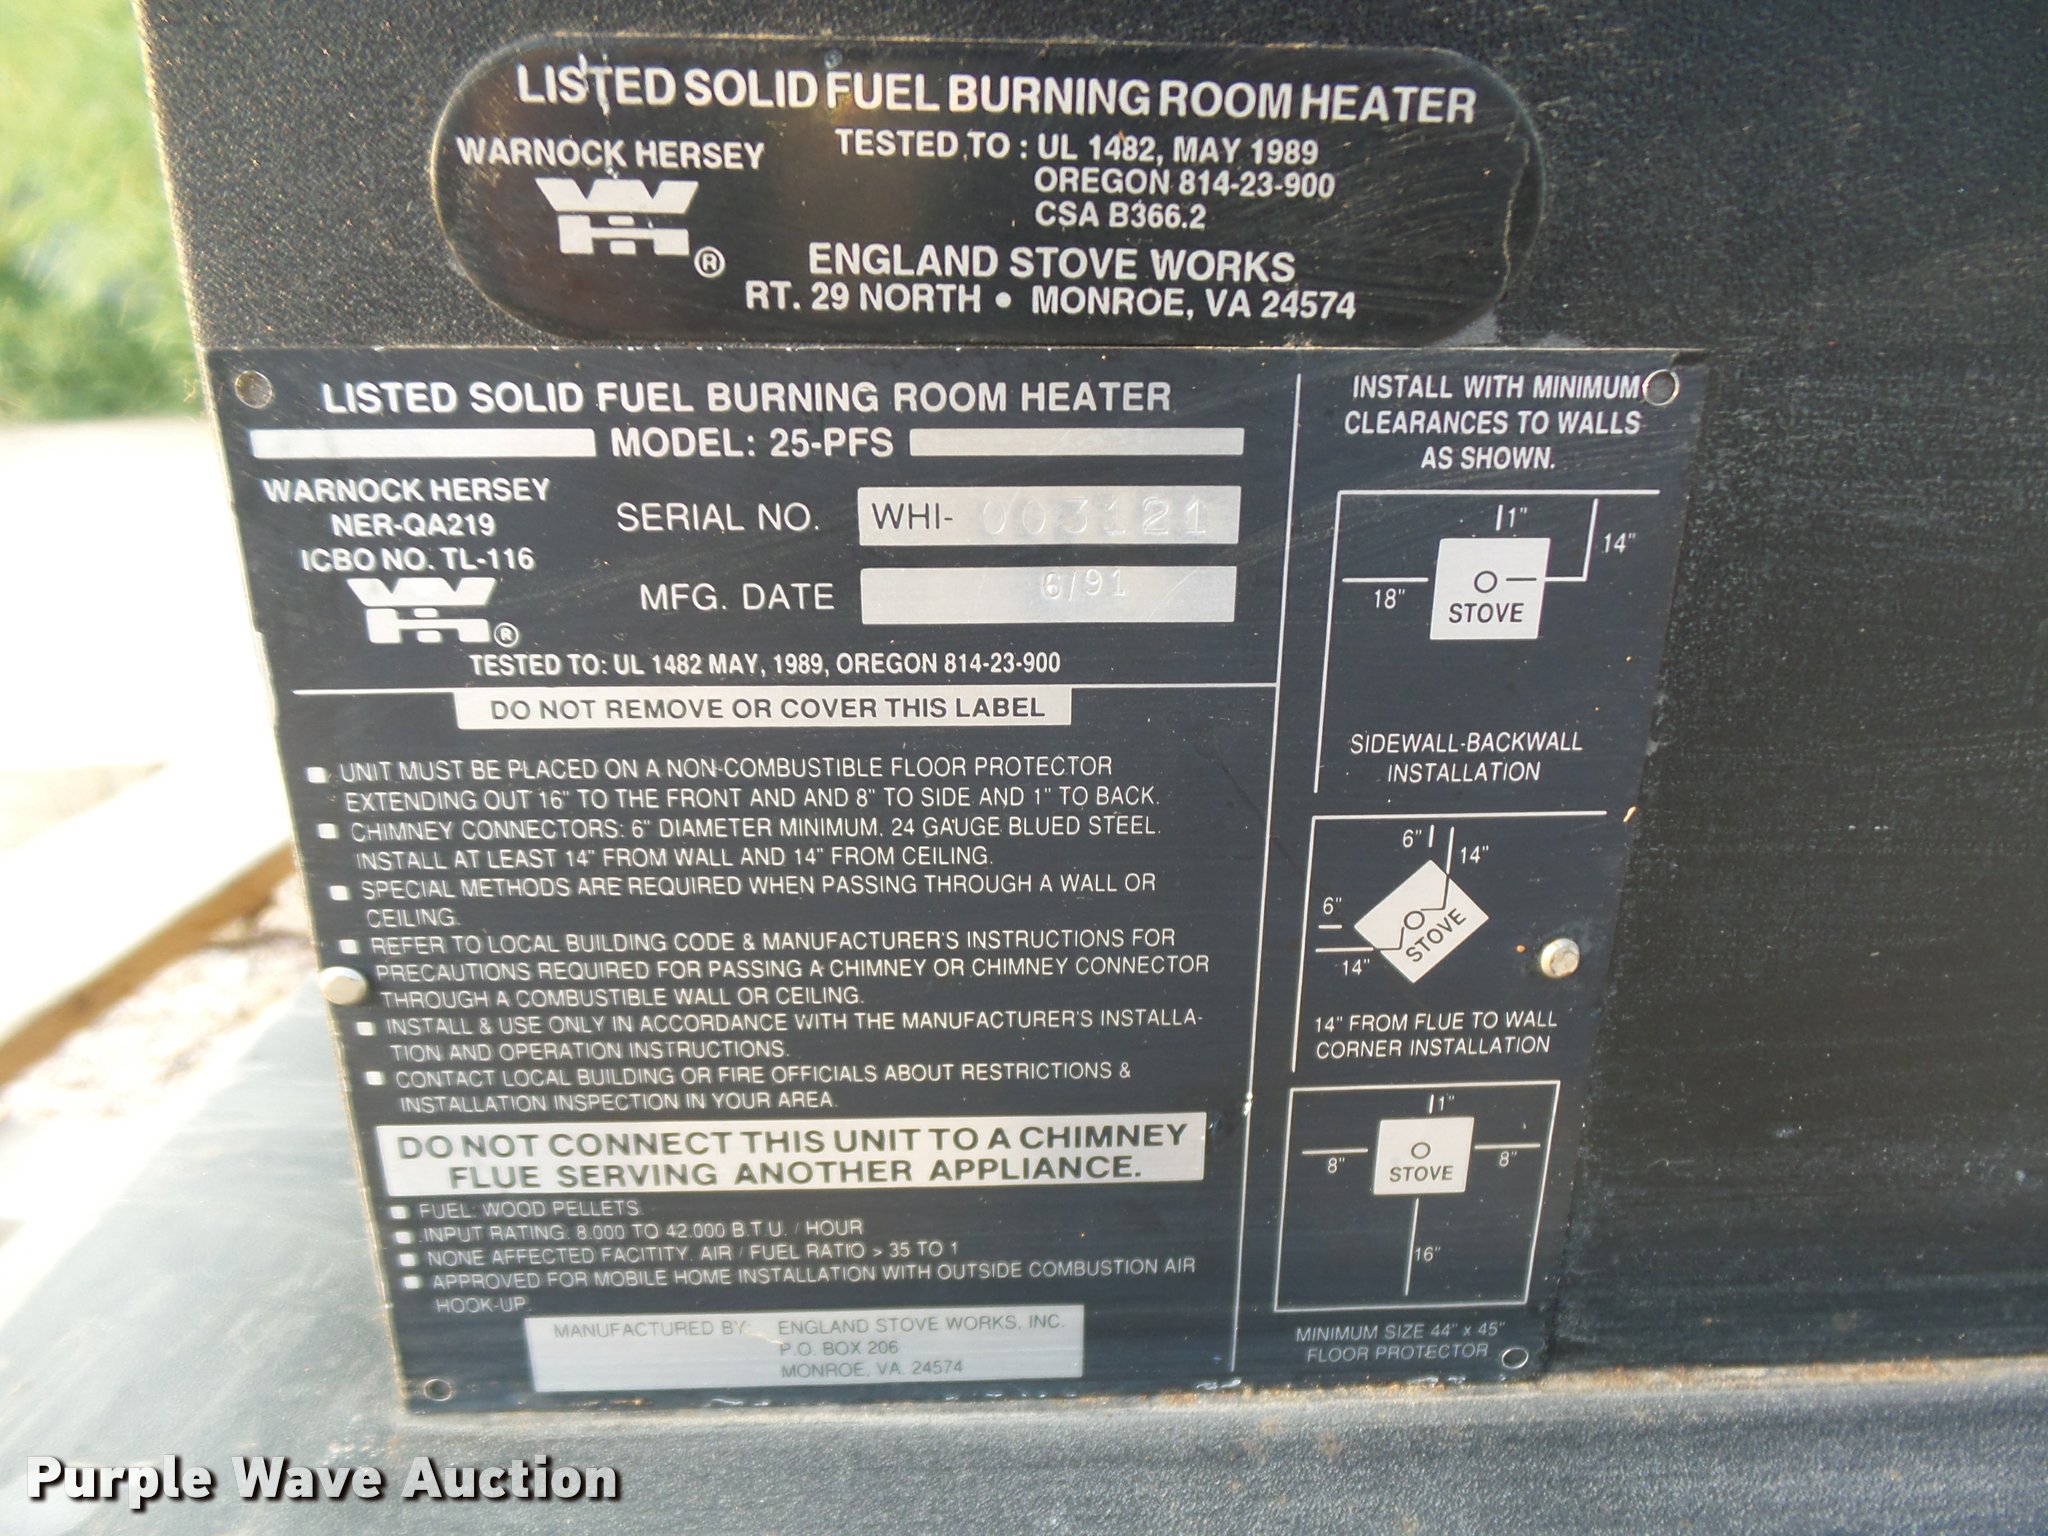 LISTED SOLID FUEL BURNING ROOM HEATER
WARNOCK HERSEY
TESTED TO : UL 1482, MAY 1989
OREGON 814-23-900
CSA B366.2
WH
®
ENGLAND STOVE WORKS
RT. 29 NORTH • MONROE, VA 24574
LISTED SOLID FUEL BURNING ROOM HEATER
MODEL: 25-PFS
WARNOCK HERSEY
NER-QA219
ICBO NO. TL-116
WH
®
SERIAL NO. WHI- 003121
MFG. DATE 6/91
TESTED TO: UL 1482 MAY, 1989, OREGON 814-23-900
DO NOT REMOVE OR COVER THIS LABEL
■ UNIT MUST BE PLACED ON A NON-COMBUSTIBLE FLOOR PROTECTOR
EXTENDING OUT 16" TO THE FRONT AND AND 8" TO SIDE AND 1" TO BACK.
■ CHIMNEY CONNECTORS: 6" DIAMETER MINIMUM, 24 GAUGE BLUED STEEL.
INSTALL AT LEAST 14" FROM WALL AND 14" FROM CEILING.
■ SPECIAL METHODS ARE REQUIRED WHEN PASSING THROUGH A WALL OR
CEILING.
■ REFER TO LOCAL BUILDING CODE & MANUFACTURER'S INSTRUCTIONS FOR
PRECAUTIONS REQUIRED FOR PASSING A CHIMNEY OR CHIMNEY CONNECTOR
THROUGH A COMBUSTIBLE WALL OR CEILING.
■ INSTALL & USE ONLY IN ACCORDANCE WITH THE MANUFACTURER'S INSTALLA-
TION AND OPERATION INSTRUCTIONS.
■ CONTACT LOCAL BUILDING OR FIRE OFFICIALS ABOUT RESTRICTIONS &
INSTALLATION INSPECTION IN YOUR AREA.
DO NOT CONNECT THIS UNIT TO A CHIMNEY
FLUE SERVING ANOTHER APPLIANCE.
■ FUEL: WOOD PELLETS.
■ INPUT RATING: 8.000 TO 42.000 B.T.U. / HOUR
■ NONE AFFECTED FACITITY. AIR / FUEL RATIO > 35 TO 1
■ APPROVED FOR MOBILE HOME INSTALLATION WITH OUTSIDE COMBUSTION AIR
HOOK-UP.
MANUFACTURED BY: ENGLAND STOVE WORKS, INC.
P.O. BOX 206
MONROE, VA. 24574
INSTALL WITH MINIMUM
CLEARANCES TO WALLS
AS SHOWN.
1"
14"
18"
STOVE
SIDEWALL-BACKWALL
INSTALLATION
6"
14"
6"
14"
STOVE
14" FROM FLUE TO WALL
CORNER INSTALLATION
1"
8"
8"
STOVE
16"
MINIMUM SIZE 44" x 45"
FLOOR PROTECTOR
Purple Wave Auction